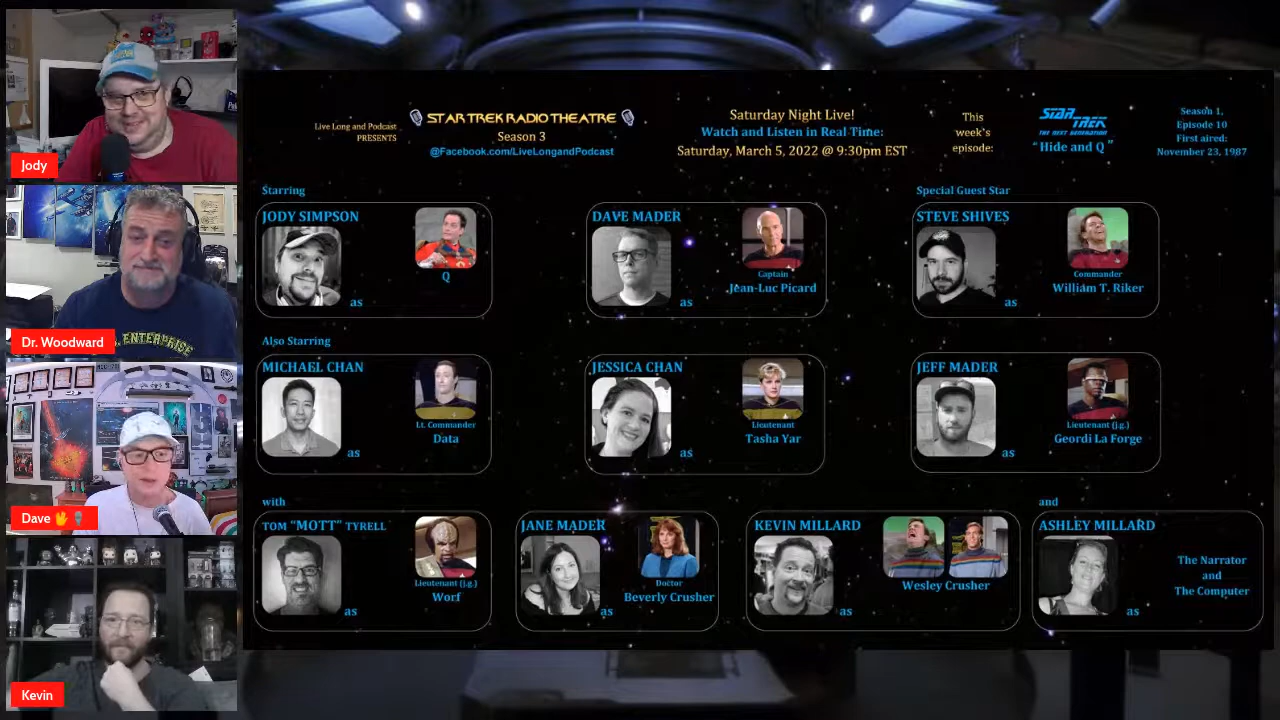 Jody
Dr. Woodward
Dave 🖖🎙️
Kevin
S. ENTERPRISE
Live Long and Podcast
PRESENTS
STAR TREK RADIO THEATRE
Season 3
@Facebook.com/LiveLongandPodcast
Saturday Night Live!
Watch and Listen in Real-Time:
Saturday, March 5, 2022 @ 9:30pm EST
This
week's
episode:
STAR TREK
THE NEXT GENERATION
"Hide and Q"
Season 1,
Episode 10
First aired:
November 23, 1987
Starring
JODY SIMPSON
as
Q
DAVE MADER
as
Captain
Jean-Luc Picard
Special Guest Star
STEVE SHIVES
as
Commander
William T. Riker
Also Starring
MICHAEL CHAN
as
Lt. Commander
Data
JESSICA CHAN
as
Lieutenant
Tasha Yar
JEFF MADER
as
Lieutenant (j.g.)
Geordi La Forge
with
TOM "MOTT" TYRELL
as
Lieutenant (j.g.)
Worf
JANE MADER
as
Doctor
Beverly Crusher
KEVIN MILLARD
as
Wesley Crusher
and
ASHLEY MILLARD
as
The Narrator
and
The Computer